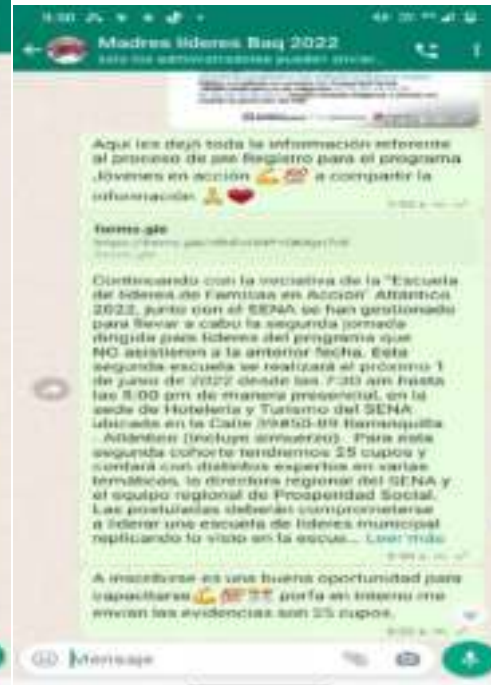 Madres lideres Baq 2022
solo los administradores pueden enviar...
Aquí les dejó toda la información referente
al proceso de pre Registro para el programa
Jóvenes en acción 💪 💯 a compartir la
información 🙏 ❤️
forms.gle
Continuando con la iniciativa de la "Escuela
de líderes de Familias en Acción" Atlántico
2022, junto con el SENA se han gestionado
para llevar a cabo la segunda jornada
dirigida para líderes del programa que
NO asistieron a la anterior fecha. Esta
segunda escuela se realizará el próximo 1
de junio de 2022 desde las 7:30 am hasta
las 5:00 pm de manera presencial, en la
sede de Hotelería y Turismo del SENA
ubicada en la Calle Barranquilla
- Atlántico (incluye almuerzo). Para esta
segunda cohorte tendremos 25 cupos y
contará con distintos expertos en varias
temáticas, la directora regional del SENA y
el equipo regional de Prosperidad Social.
Las postuladas deberán comprometerse
a liderar una escuela de líderes municipal
replicando lo visto en la escue... Leer más
A inscribirse es una buena oportunidad para
capacitarse 💪 💯 porfa en interno me
envían las evidencias son 25 cupos.
Mensaje